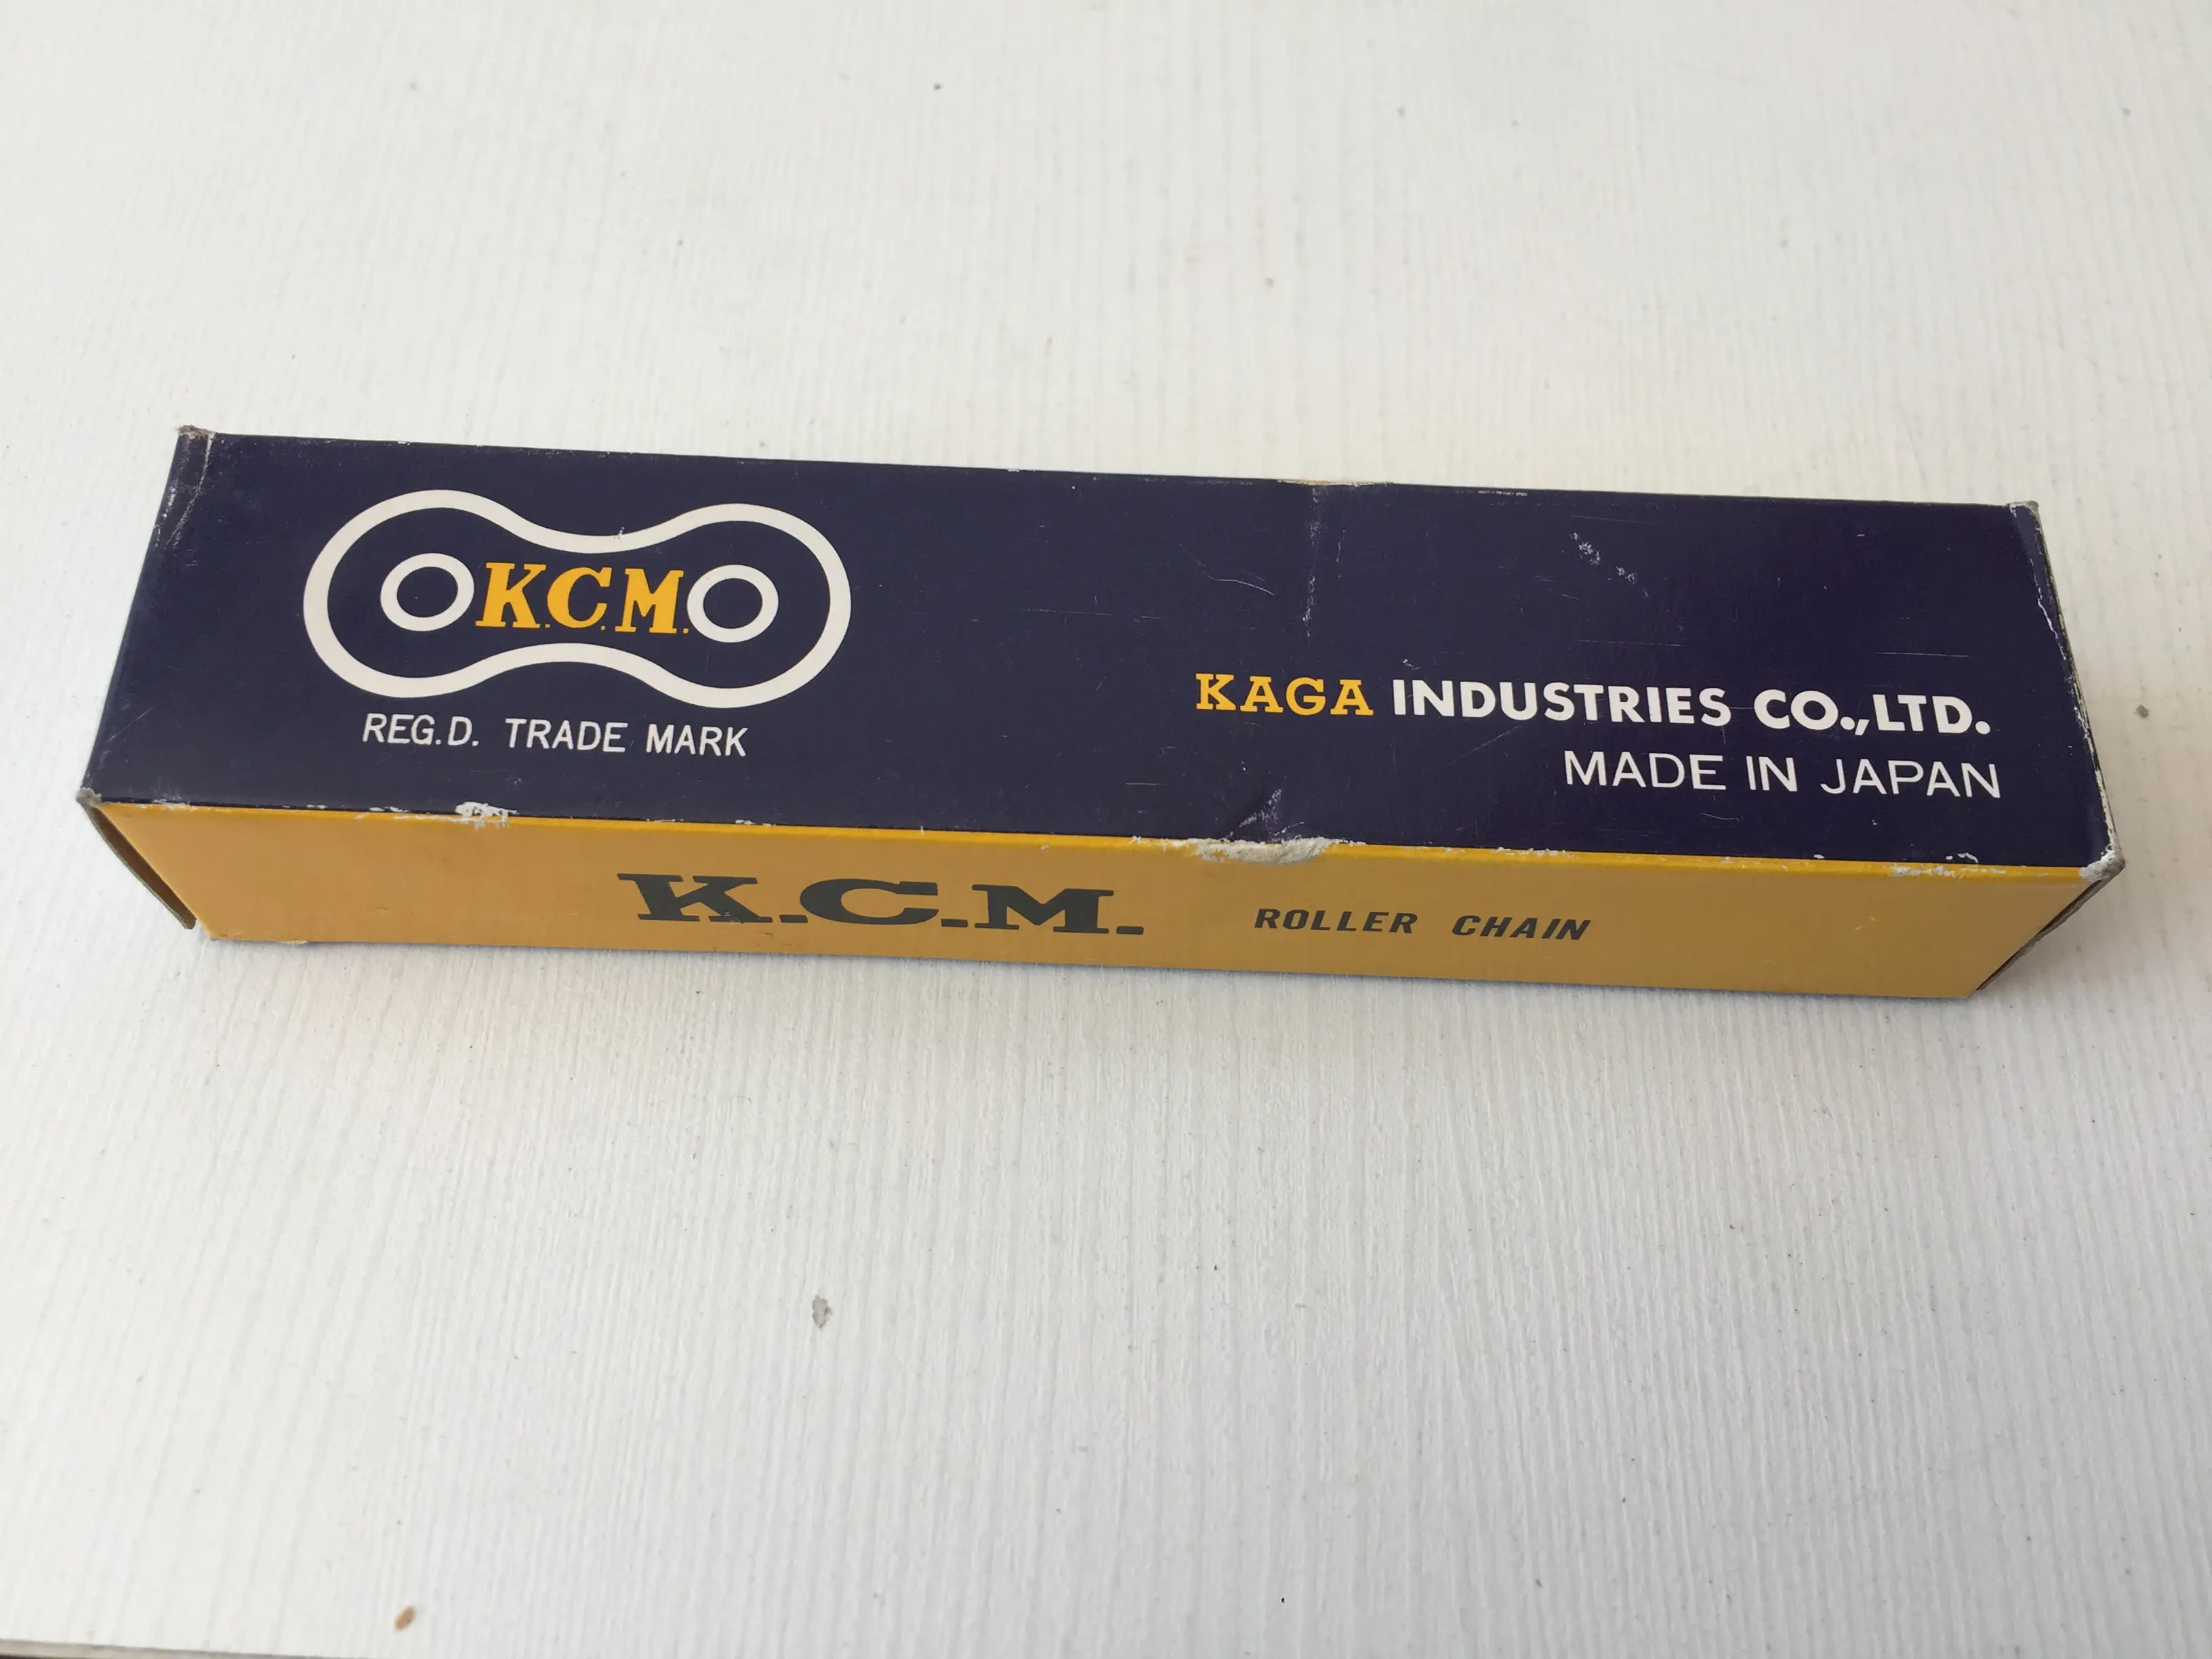 K.C.M.
REG.D. TRADE MARK
KAGA INDUSTRIES CO.,LTD.
MADE IN JAPAN
K.C.M. ROLLER CHAIN